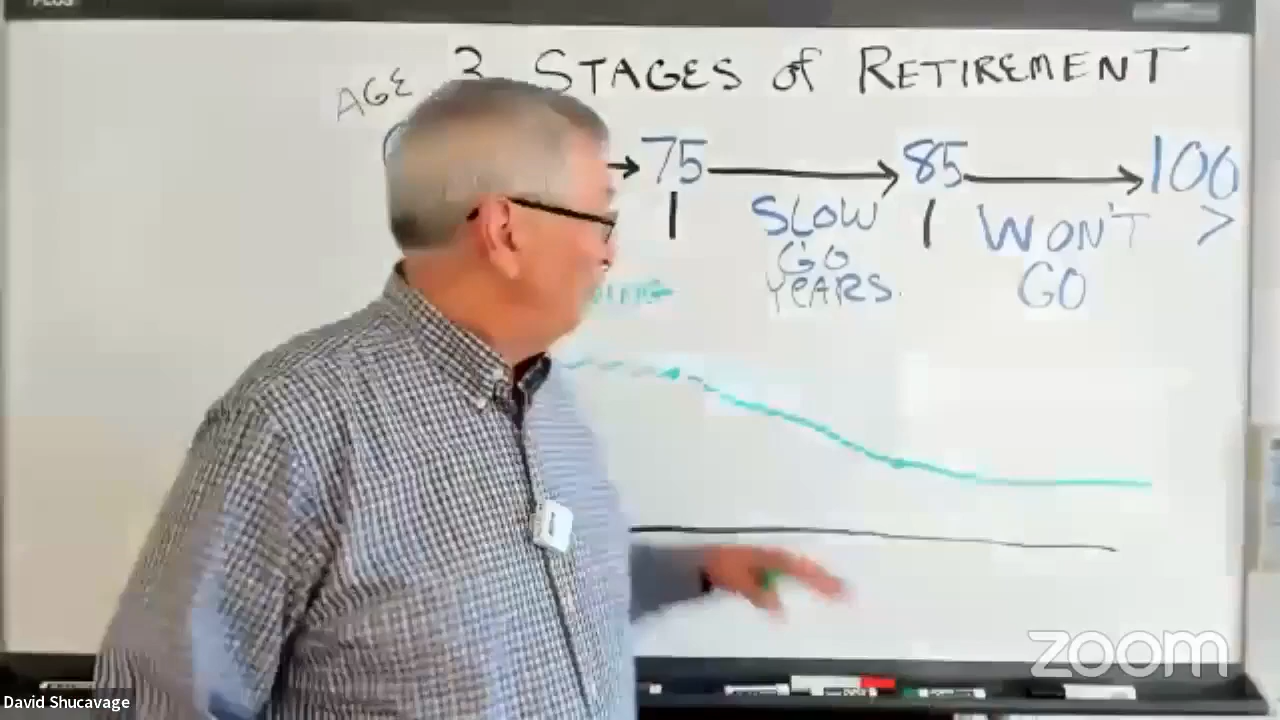 3 STAGES of RETIREMENT
AGE
75 85 100
SLOW WON'T >
GO GO
YEARS
zoom
David Shucavage